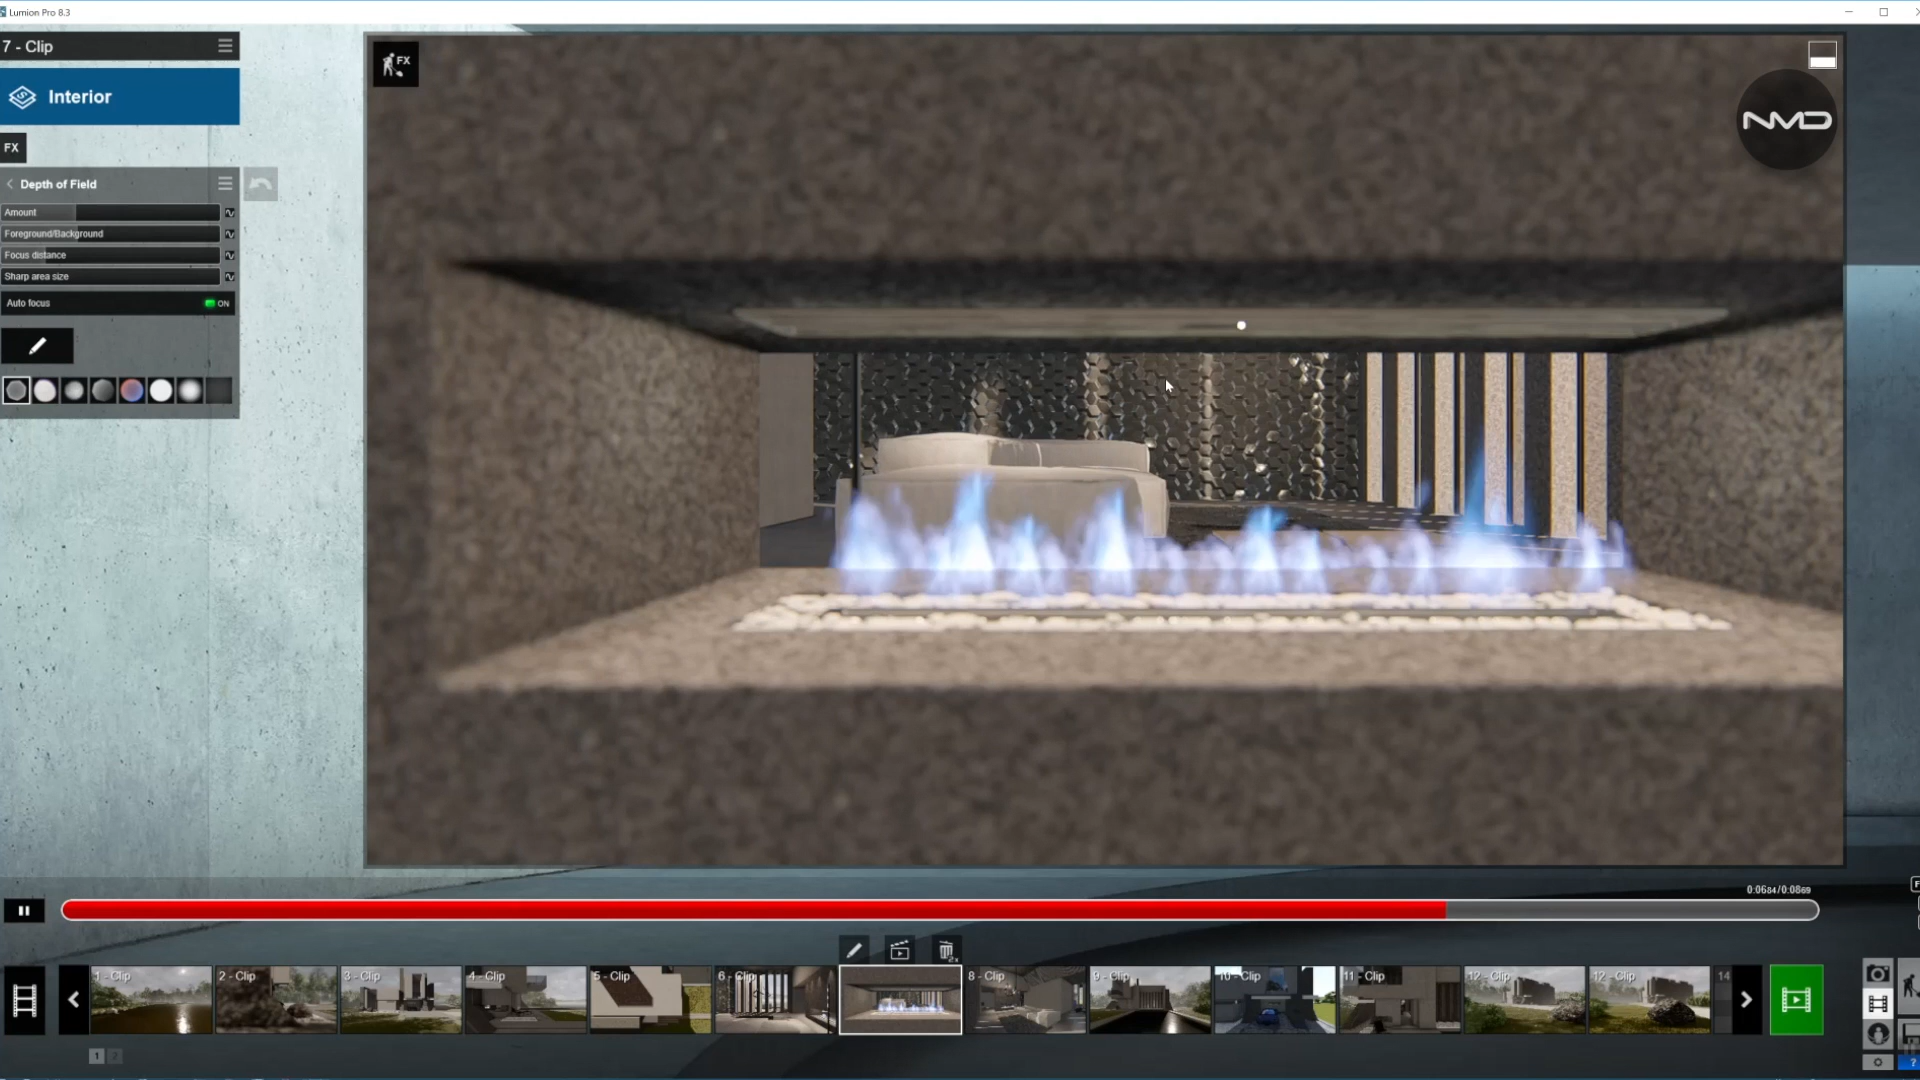 Lumion Pro 8.3
7 - Clip
FX
Interior
NMD
FX
Depth of Field
Amount
Foreground/Background
Focus distance
Sharp area size
Auto focus ON
0:0684/0:0869
1 - Clip
2 - Clip
3 - Clip
4 - Clip
5 - Clip
6 - Clip
8 - Clip
9 - Clip
10 - Clip
11 - Clip
12 - Clip
12 - Clip
14
1 2
?